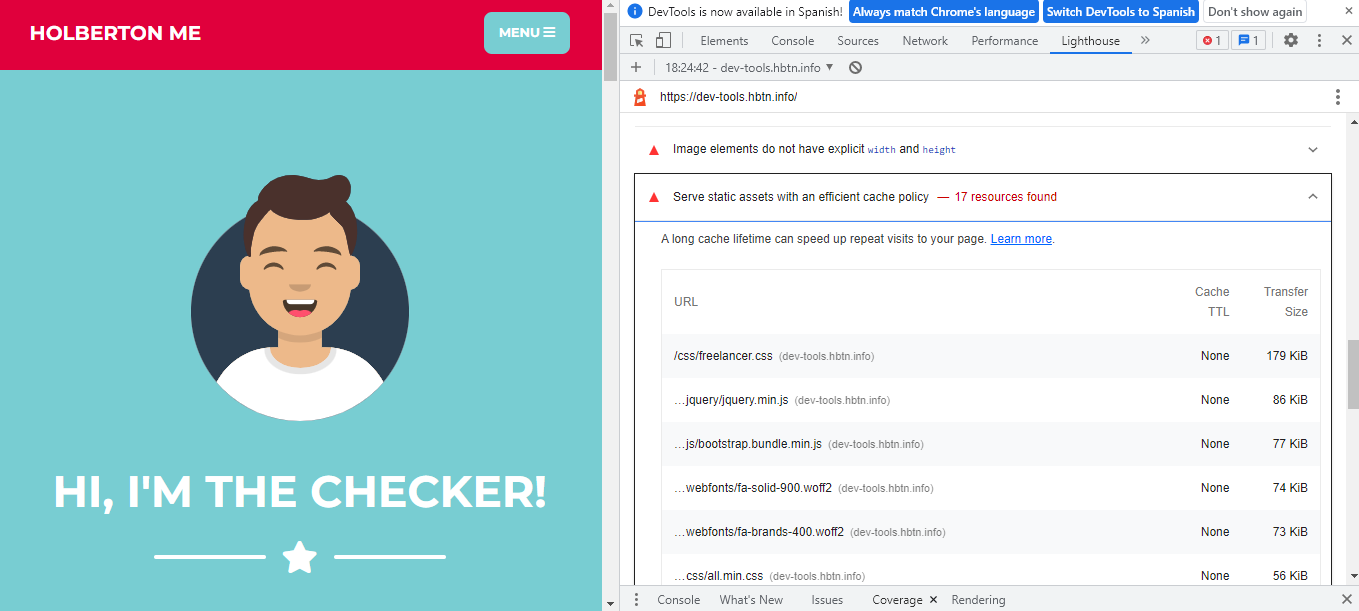 HOLBERTON ME
MENU
HI, I'M THE CHECKER!
DevTools is now available in Spanish! Always match Chrome's language Switch DevTools to Spanish Don't show again
Elements Console Sources Network Performance Lighthouse 1 1
18:24:42 - dev-tools.hbtn.info
https://dev-tools.hbtn.info/
Image elements do not have explicit width and height
Serve static assets with an efficient cache policy — 17 resources found
A long cache lifetime can speed up repeat visits to your page. Learn more.
URL Cache TTL Transfer Size
/css/freelancer.css (dev-tools.hbtn.info) None 179 KiB
…jquery/jquery.min.js (dev-tools.hbtn.info) None 86 KiB
…js/bootstrap.bundle.min.js (dev-tools.hbtn.info) None 77 KiB
…webfonts/fa-solid-900.woff2 (dev-tools.hbtn.info) None 74 KiB
…webfonts/fa-brands-400.woff2 (dev-tools.hbtn.info) None 73 KiB
…css/all.min.css (dev-tools.hbtn.info) None 56 KiB
Console What's New Issues Coverage Rendering